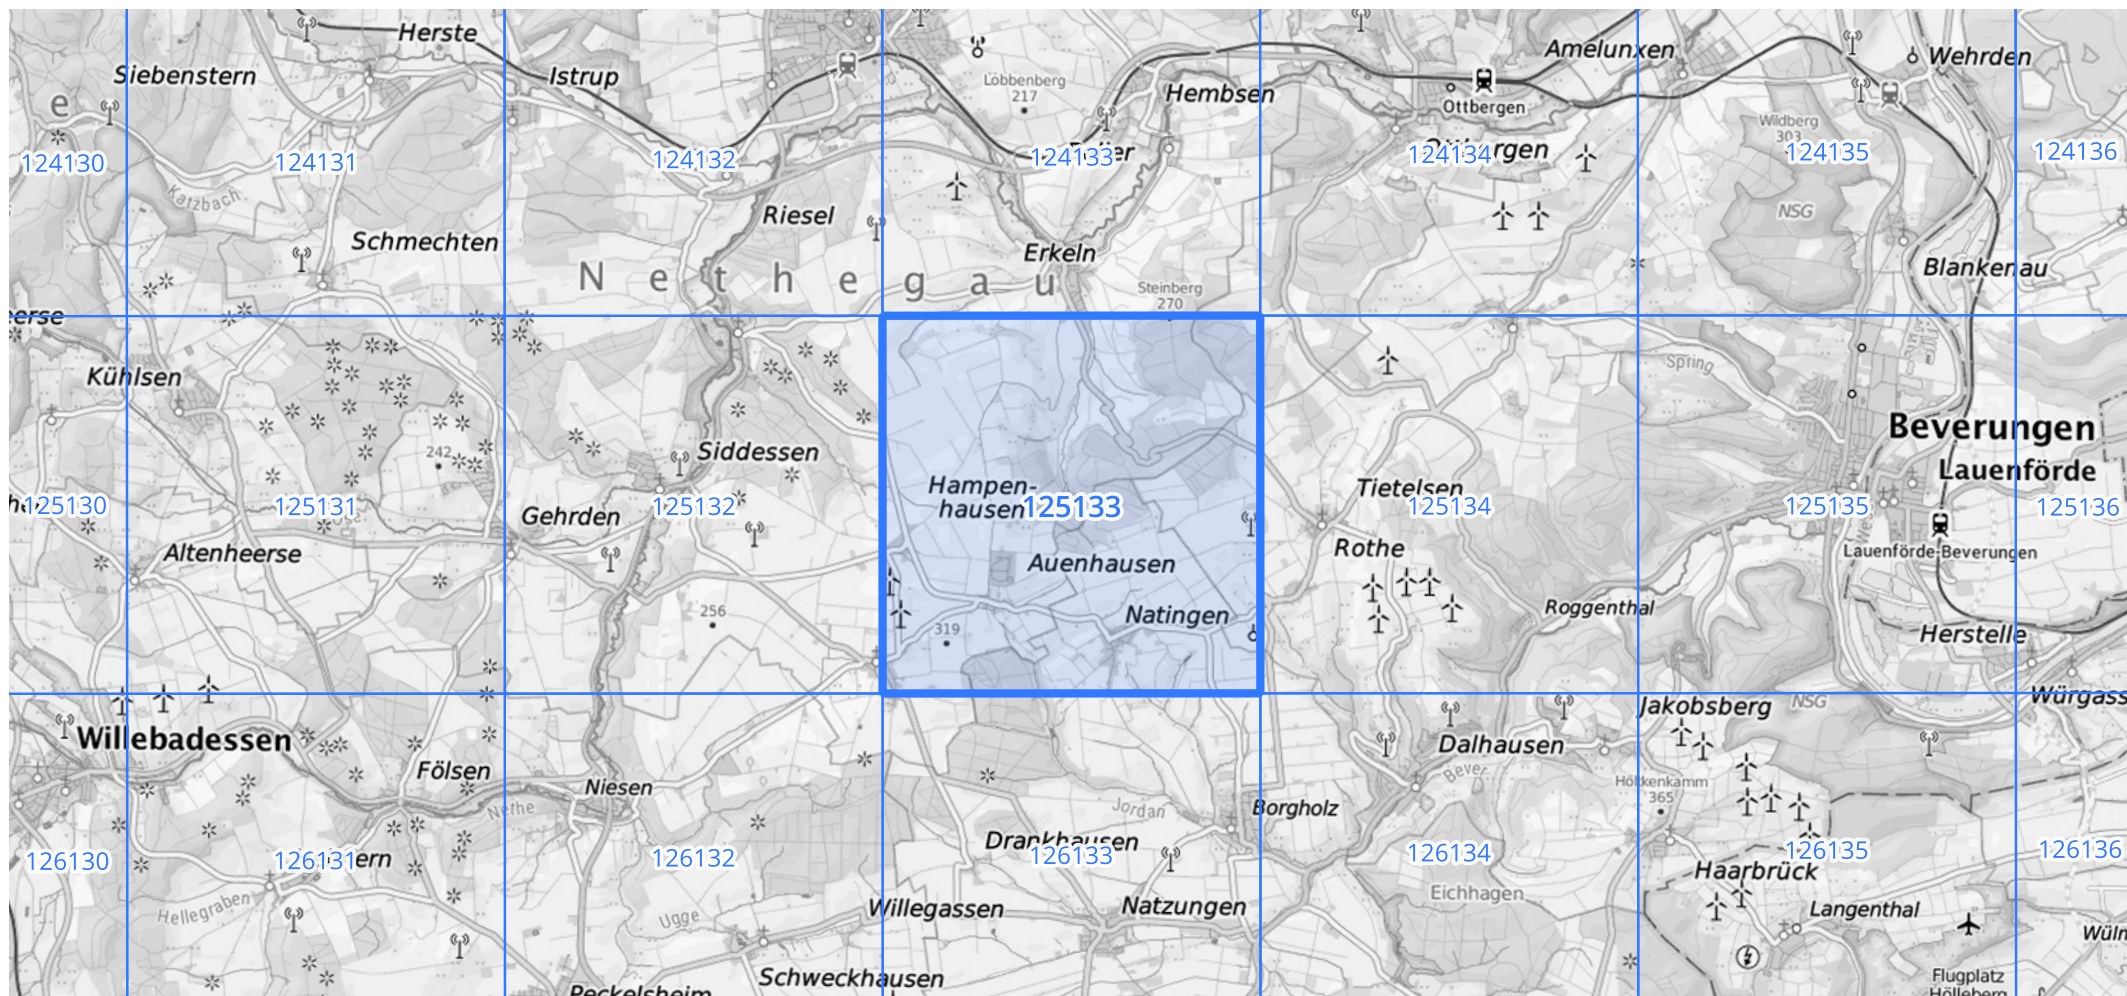 Herste
Siebenstern
Istrup
Löbbenberg
217
Hembsen
Ottbergen
Amelunxen
Wehrden
e
Wildberg
303
124130
124131
124132
124133
124134
124135
124136
Katzbach
Riesel
NSG
Schmechten
Erkeln
Blankenau
N e t h e g a u
Steinberg
270
Kühlsen
Spring
Beverungen
Lauenförde
242
Siddessen
Hampen-
hausen
Tietelsen
125130
125131
125132
125133
125134
125135
125136
Gehrden
Altenheerse
Rothe
Lauenförde-Beverungen
Auenhausen
256
Natingen
Roggenthal
319
Herstelle
Würgass
Jakobsberg
NSG
Willebadessen
Dalhausen
Fölsen
Bever
Niesen
Nethe
Jordan
Borgholz
365
Drankhausen
126130
126131
126132
126133
126134
126135
126136
Haarbrück
Hellegraben
Ugge
Willegassen
Natzungen
Eichhagen
Langenthal
Schweckhausen
Peckelsheim
Flugplatz
Hölleberg